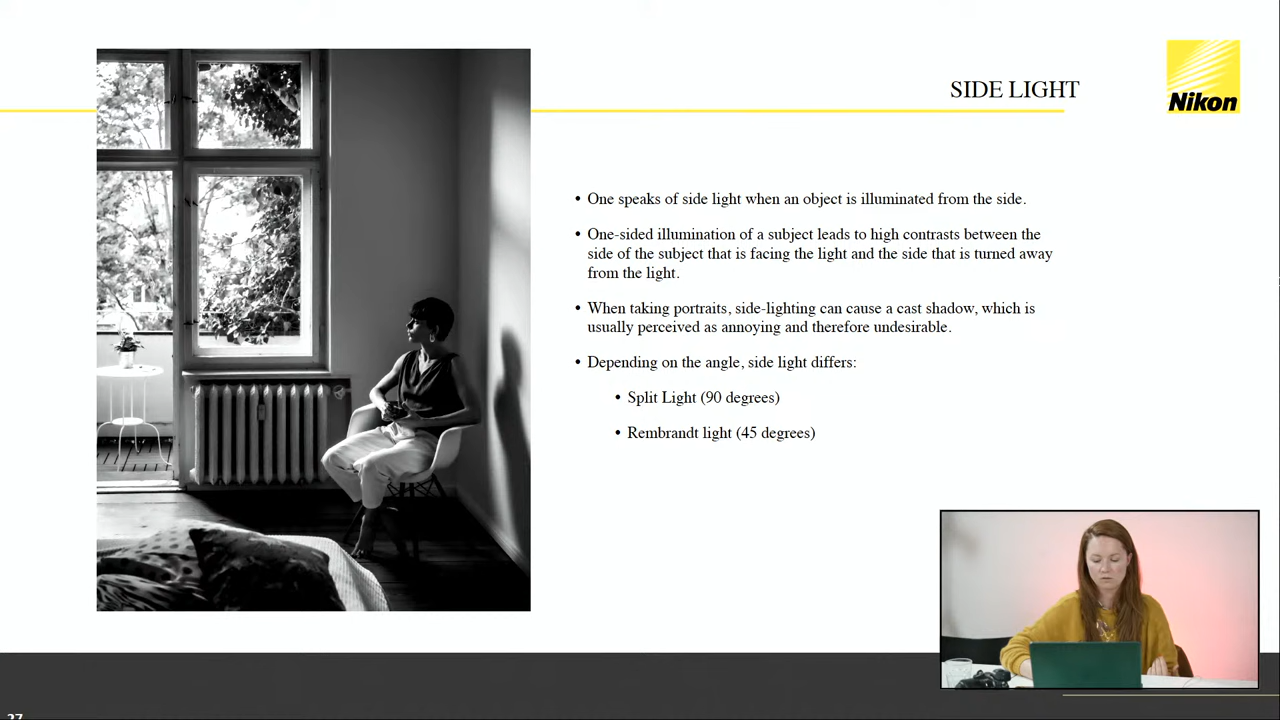 SIDE LIGHT
Nikon
• One speaks of side light when an object is illuminated from the side.
• One-sided illumination of a subject leads to high contrasts between the
side of the subject that is facing the light and the side that is turned away
from the light.
• When taking portraits, side-lighting can cause a cast shadow, which is
usually perceived as annoying and therefore undesirable.
• Depending on the angle, side light differs:
• Split Light (90 degrees)
• Rembrandt light (45 degrees)
27